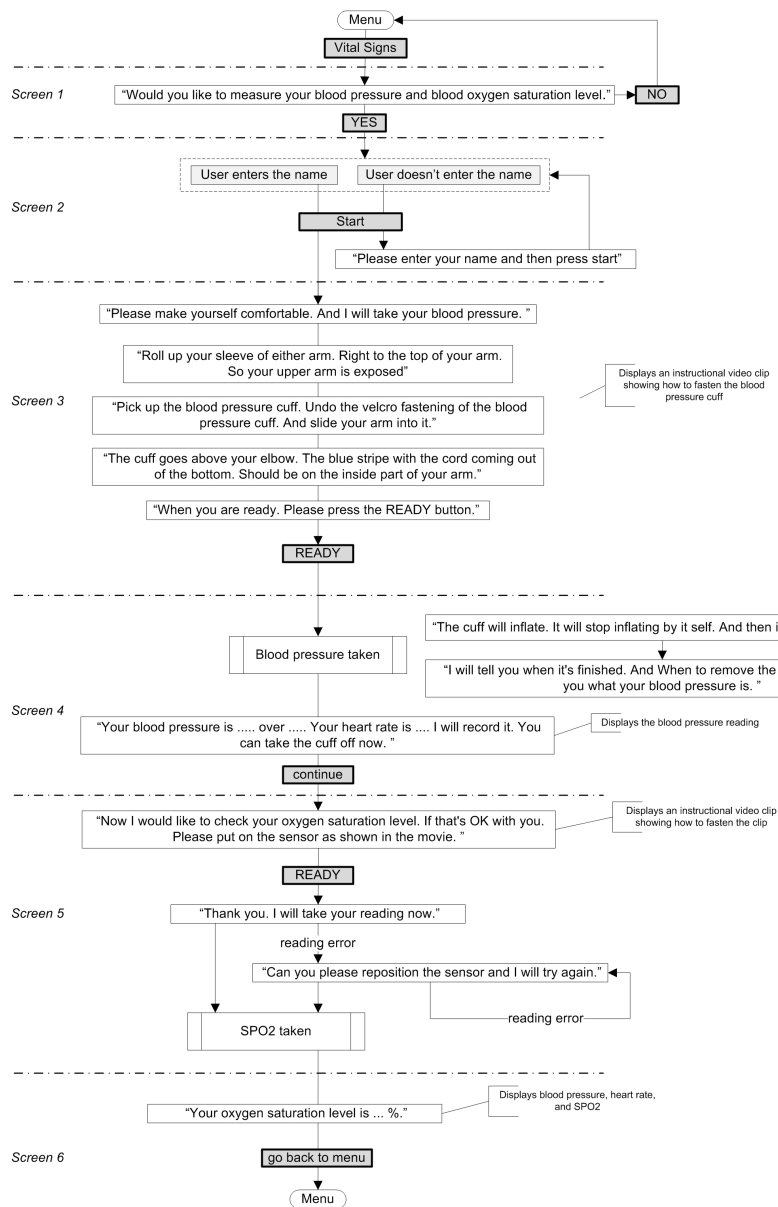 Menu
Vital Signs
Screen 1
“Would you like to measure your blood pressure and blood oxygen saturation level.”
NO
YES
User enters the name
User doesn’t enter the name
Screen 2
Start
“Please enter your name and then press start”
“Please make yourself comfortable. And I will take your blood pressure. ”
“Roll up your sleeve of either arm. Right to the top of your arm.
So your upper arm is exposed”
Displays an instructional video clip
showing how to fasten the blood
pressure cuff
Screen 3
“Pick up the blood pressure cuff. Undo the velcro fastening of the blood
pressure cuff. And slide your arm into it.”
“The cuff goes above your elbow. The blue stripe with the cord coming out
of the bottom. Should be on the inside part of your arm.”
“When you are ready. Please press the READY button.”
READY
“The cuff will inflate. It will stop inflating by it self. And then i
Blood pressure taken
“I will tell you when it's finished. And When to remove the
you what your blood pressure is. ”
Screen 4
“Your blood pressure is ..... over ..... Your heart rate is .... I will record it. You
can take the cuff off now. ”
Displays the blood pressure reading
continue
“Now I would like to check your oxygen saturation level. If that's OK with you.
Please put on the sensor as shown in the movie. ”
Displays an instructional video clip
showing how to fasten the clip
READY
Screen 5
“Thank you. I will take your reading now.”
reading error
“Can you please reposition the sensor and I will try again.”
reading error
SPO2 taken
“Your oxygen saturation level is ... %.”
Displays blood pressure, heart rate,
and SPO2
Screen 6
go back to menu
Menu